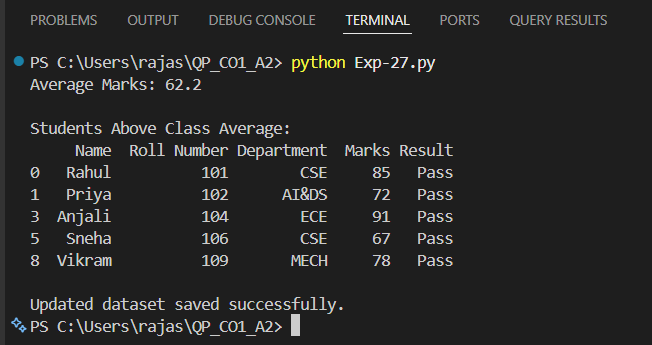 PROBLEMS OUTPUT DEBUG CONSOLE TERMINAL PORTS QUERY RESULTS
PS C:\Users\rajas\QP_CO1_A2> python Exp-27.py
Average Marks: 62.2
Students Above Class Average:
Name Roll Number Department Marks Result
0 Rahul 101 CSE 85 Pass
1 Priya 102 AI&DS 72 Pass
3 Anjali 104 ECE 91 Pass
5 Sneha 106 CSE 67 Pass
8 Vikram 109 MECH 78 Pass
Updated dataset saved successfully.
PS C:\Users\rajas\QP_CO1_A2>